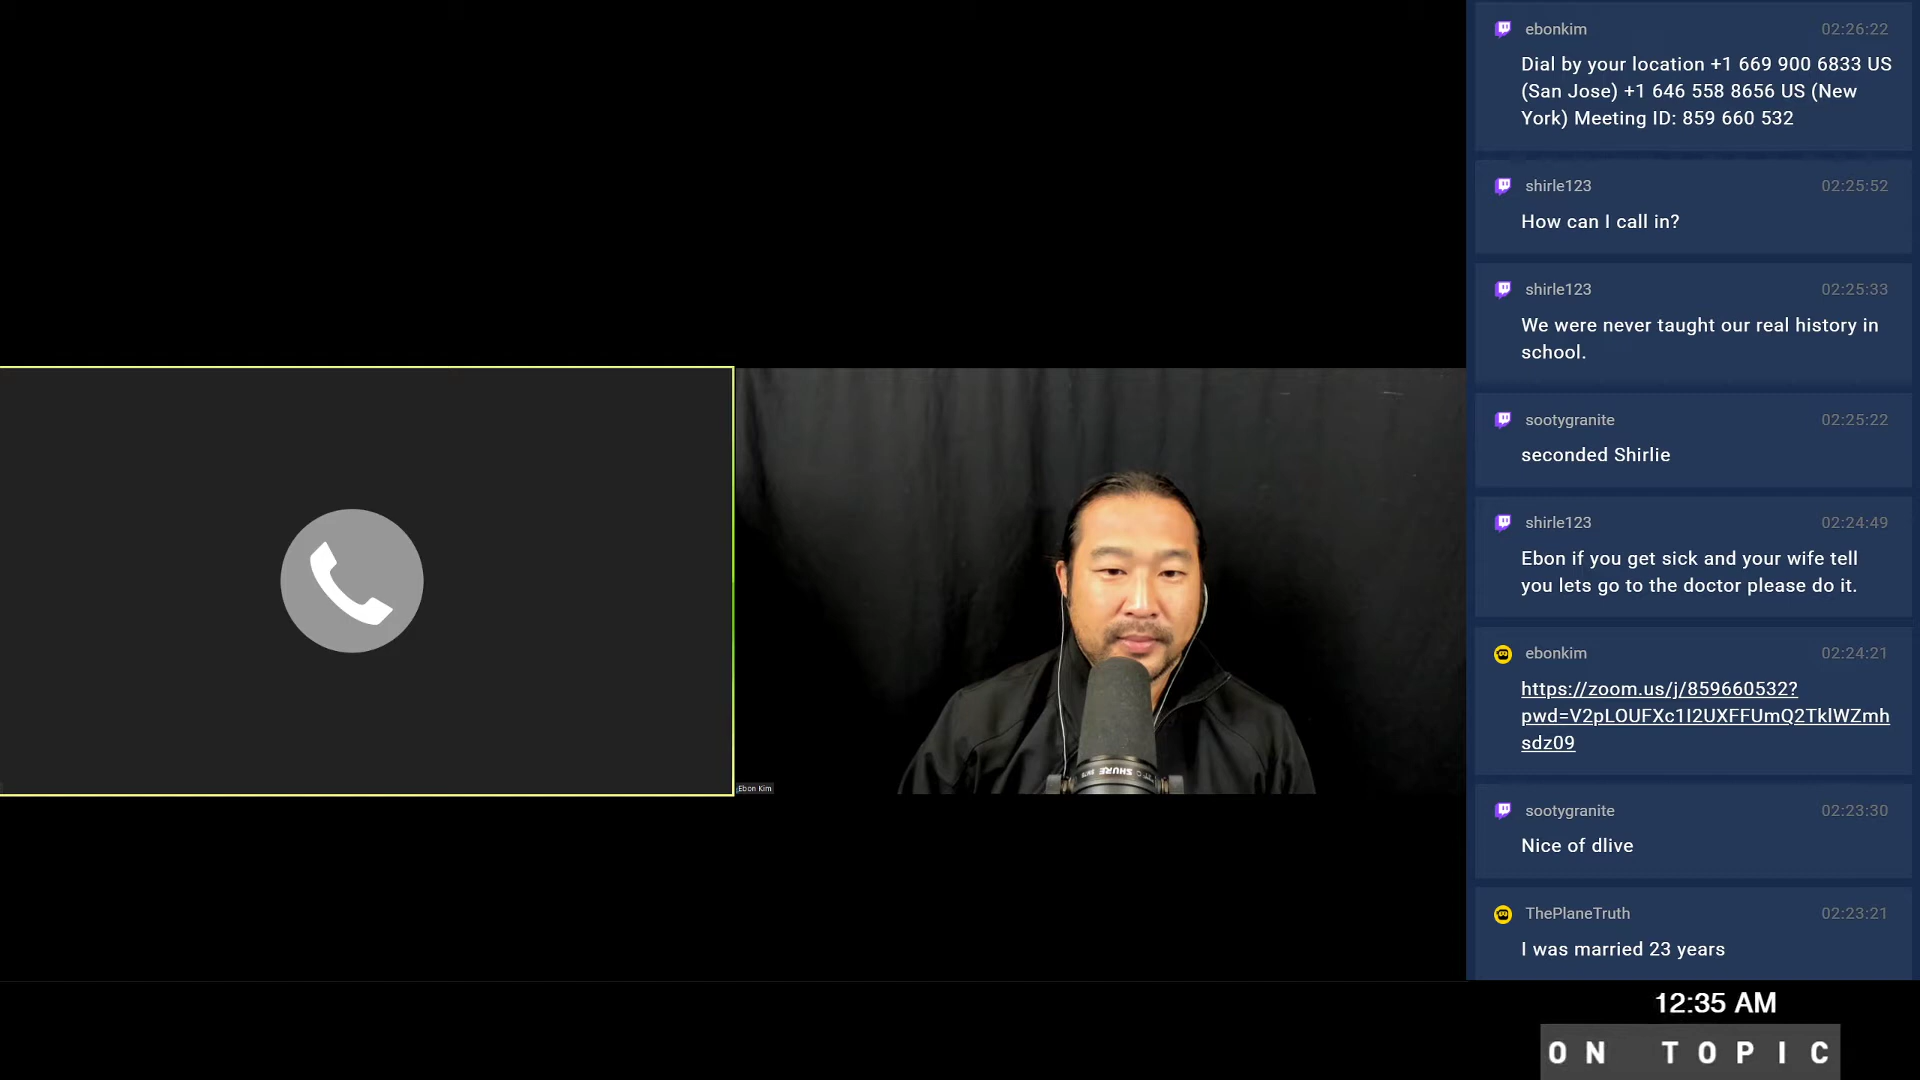 ebonkim 02:26:22
Dial by your location +1 669 900 6833 US
(San Jose) +1 646 558 8656 US (New
York) Meeting ID: 859 660 532
shirle123 02:25:52
How can I call in?
shirle123 02:25:33
We were never taught our real history in
school.
sootygranite 02:25:22
seconded Shirlie
shirle123 02:24:49
Ebon if you get sick and your wife tell
you lets go to the doctor please do it.
ebonkim 02:24:21
https://zoom.us/j/859660532?
pwd=V2pLOUFXc1I2UXFFUmQ2TklWZmh
sdz09
sootygranite 02:23:30
Nice of dlive
ThePlaneTruth 02:23:21
I was married 23 years
Ebon Kim
SHURE
12:35 AM
ON TOPIC